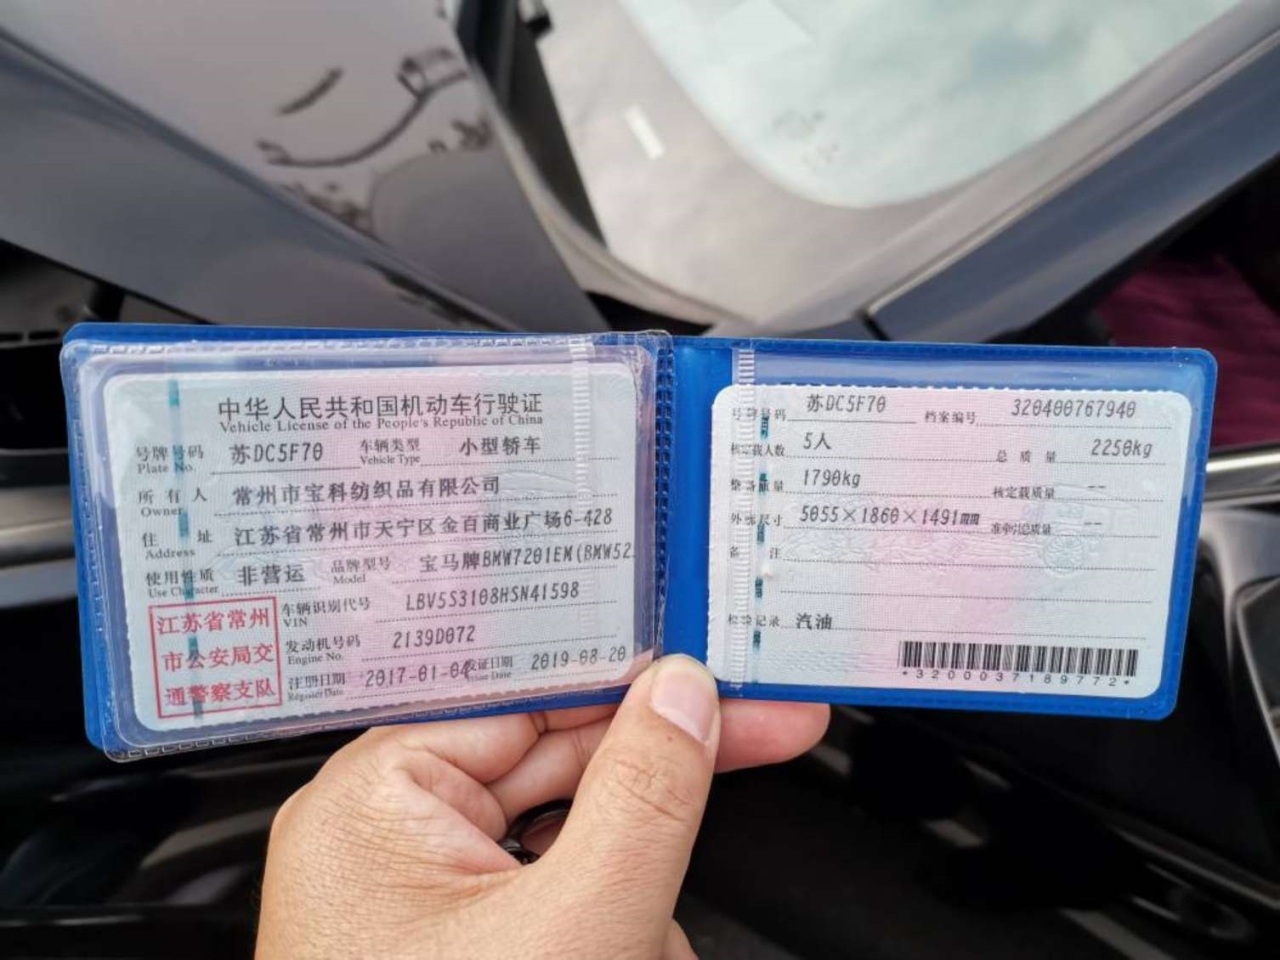 中华人民共和国机动车行驶证
Vehicle License of the People's Republic of China
号牌号码 苏DC5F70 车辆类型 小型轿车
Plate No. Vehicle Type
所有人 常州市宝科纺织品有限公司
Owner
住址 江苏省常州市天宁区金百商业广场6-428
Address
使用性质 非营运 品牌型号 宝马牌BMW7201EM(BMW52
Use Character Model
江苏省常州
市公安局交
通警察支队
车辆识别代号 LBV5S3108HSN41598
VIN
发动机号码 2139D072
Engine No.
注册日期 2017-01-04 发证日期 2019-08-20
Register Date Issue Date
号牌号码 苏DC5F70 档案编号 320400767940
核定载人数 5人 总质量 2250kg
整备质量 1790kg 核定载质量 --
外廓尺寸 5055×1860×1491 准牵引总质量 --
备注
检验记录 汽油
*3200037189772*